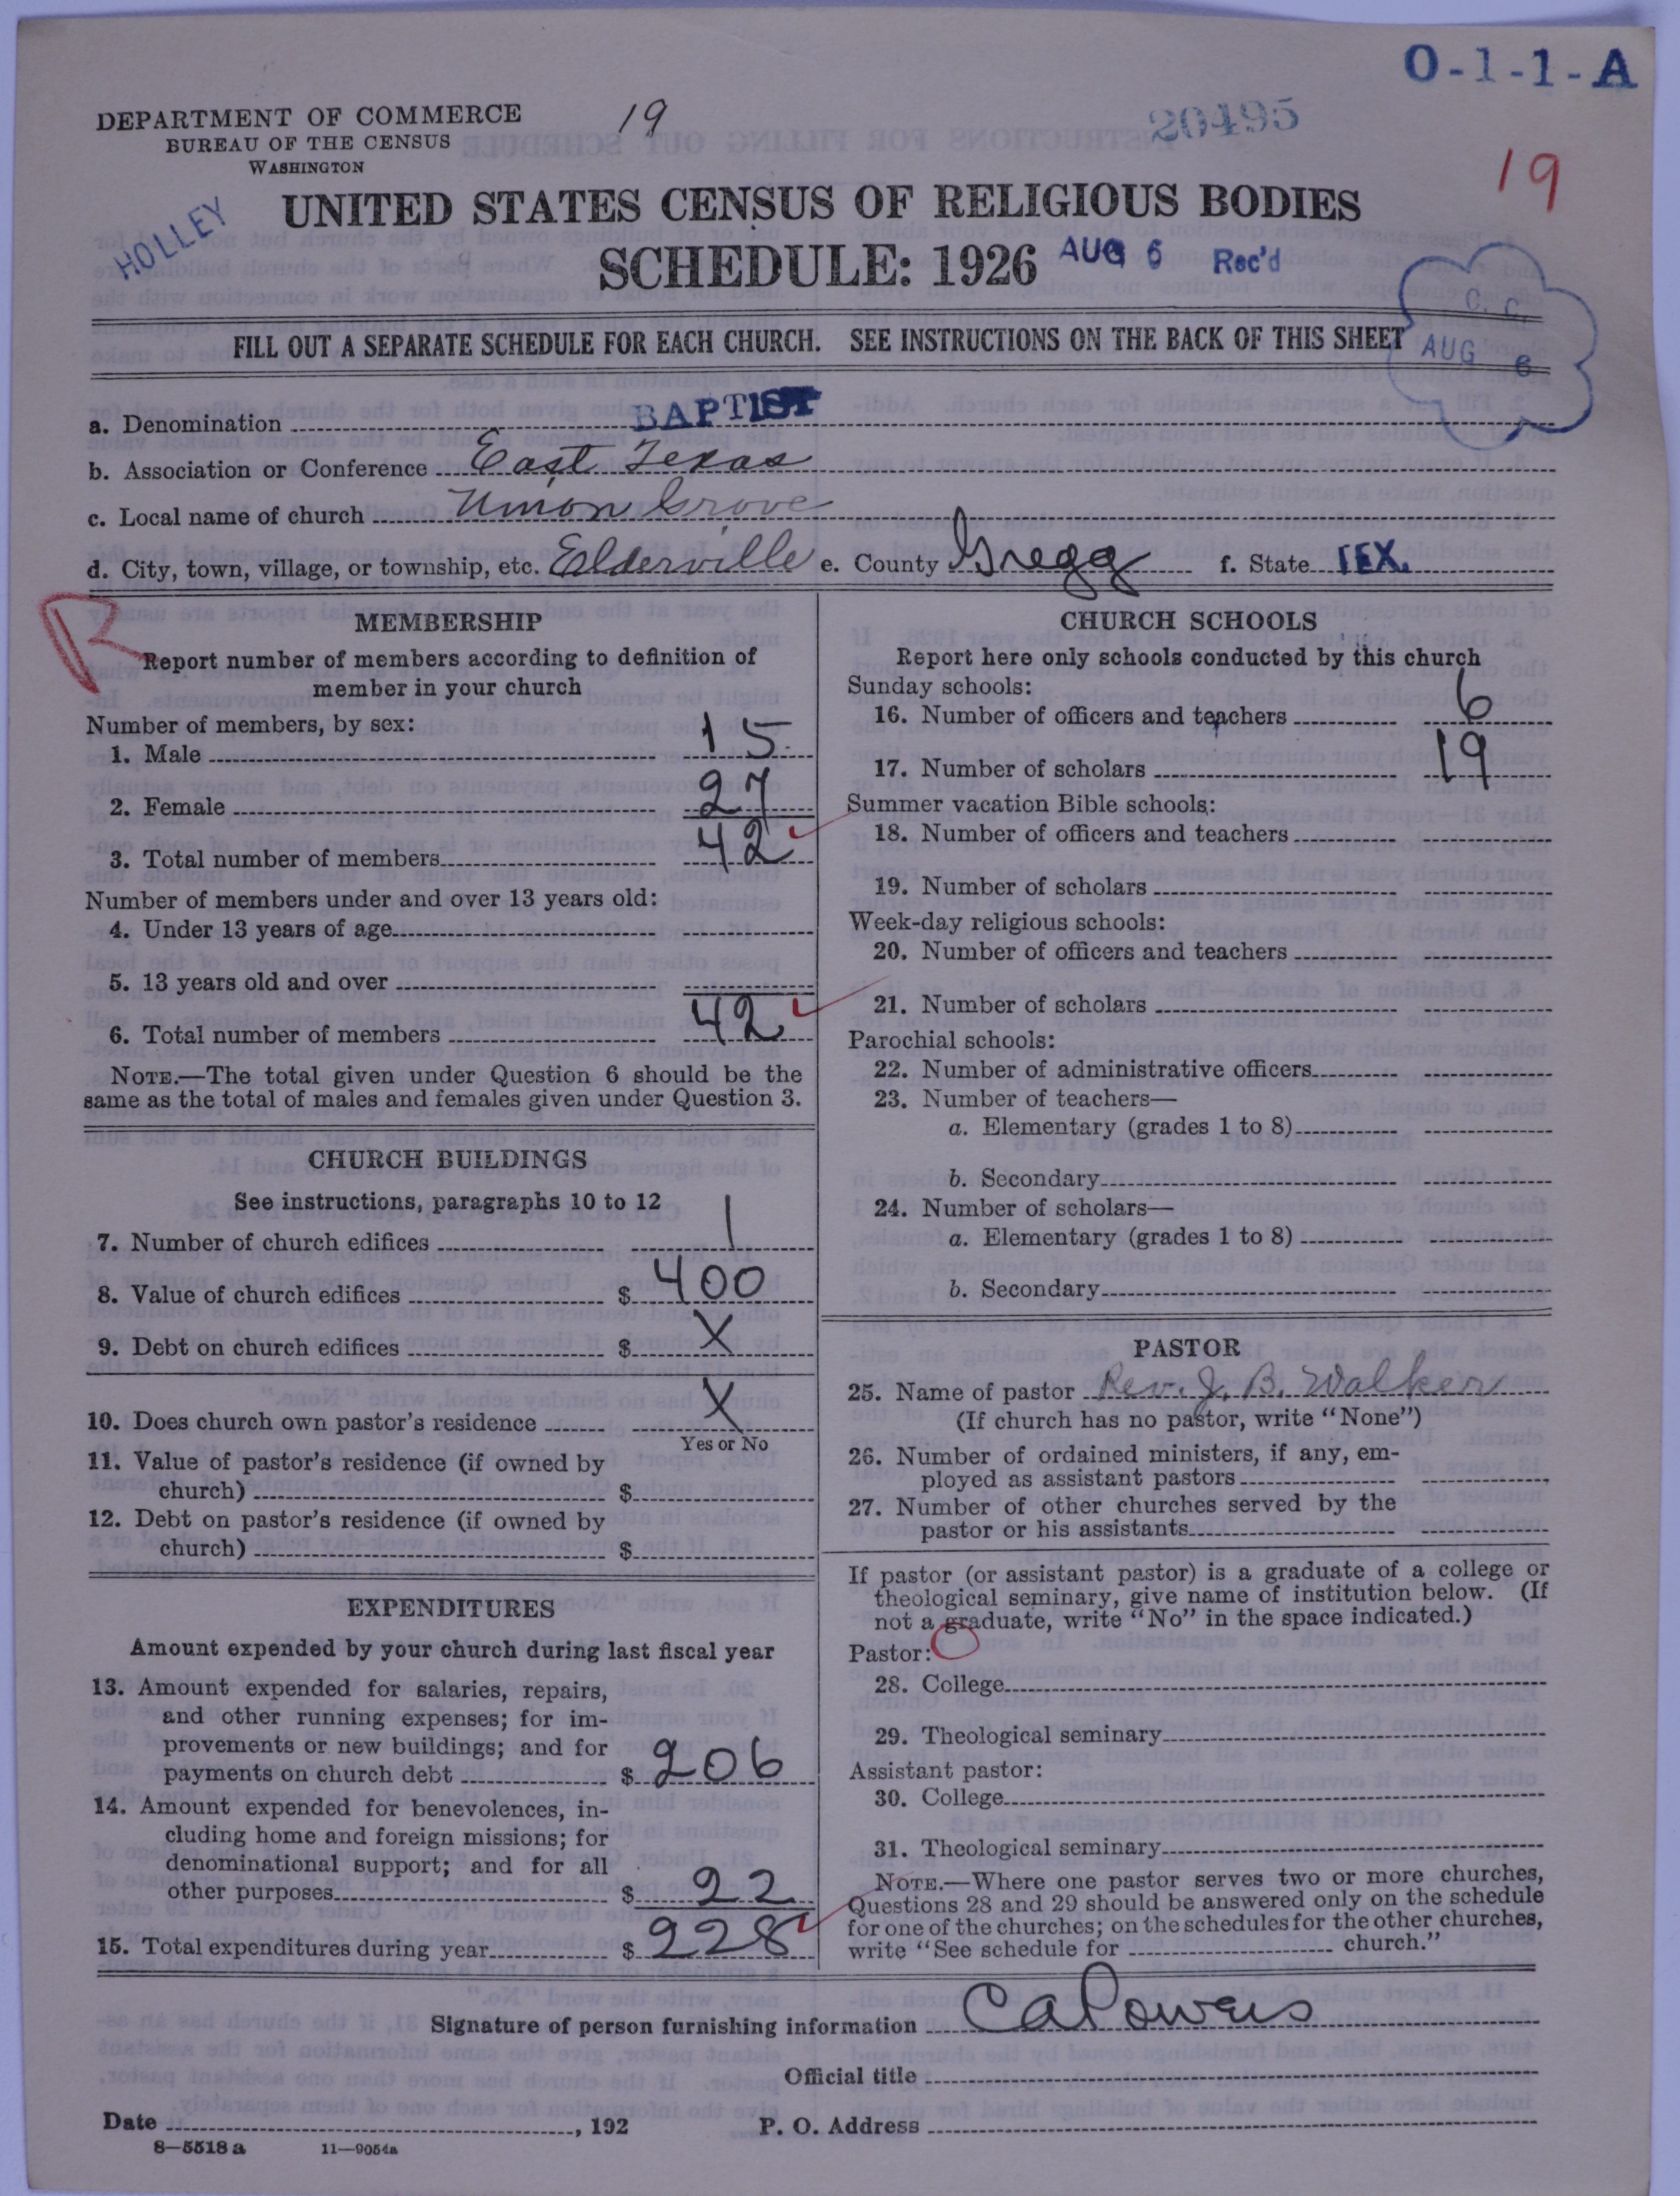 O-1-1-A
DEPARTMENT OF COMMERCE
BUREAU OF THE CENSUS
WASHINGTON
19
20495
19
HOLLEY
UNITED STATES CENSUS OF RELIGIOUS BODIES
SCHEDULE: 1926
AUG 6 Rec'd
C. C.
AUG 6
FILL OUT A SEPARATE SCHEDULE FOR EACH CHURCH. SEE INSTRUCTIONS ON THE BACK OF THIS SHEET
a. Denomination BAPTIST
b. Association or Conference East Texas
c. Local name of church Union Grove
d. City, town, village, or township, etc. Elderville e. County Gregg f. State TEX.
MEMBERSHIP
Report number of members according to definition of
member in your church
Number of members, by sex:
1. Male 15
2. Female 27
3. Total number of members 42
Number of members under and over 13 years old:
4. Under 13 years of age
5. 13 years old and over
6. Total number of members 42
NOTE.—The total given under Question 6 should be the
same as the total of males and females given under Question 3.
CHURCH BUILDINGS
See instructions, paragraphs 10 to 12
7. Number of church edifices 1
8. Value of church edifices $ 400
9. Debt on church edifices $ X
10. Does church own pastor's residence X
Yes or No
11. Value of pastor's residence (if owned by
church) $
12. Debt on pastor's residence (if owned by
church) $
EXPENDITURES
Amount expended by your church during last fiscal year
13. Amount expended for salaries, repairs,
and other running expenses; for im-
provements or new buildings; and for
payments on church debt $ 206
14. Amount expended for benevolences, in-
cluding home and foreign missions; for
denominational support; and for all
other purposes $ 22
15. Total expenditures during year $ 228
CHURCH SCHOOLS
Report here only schools conducted by this church
Sunday schools:
16. Number of officers and teachers 6
17. Number of scholars 19
Summer vacation Bible schools:
18. Number of officers and teachers
19. Number of scholars
Week-day religious schools:
20. Number of officers and teachers
21. Number of scholars
Parochial schools:
22. Number of administrative officers
23. Number of teachers—
a. Elementary (grades 1 to 8)
b. Secondary
24. Number of scholars—
a. Elementary (grades 1 to 8)
b. Secondary
PASTOR
25. Name of pastor Rev. J. B. Walker
(If church has no pastor, write "None")
26. Number of ordained ministers, if any, em-
ployed as assistant pastors
27. Number of other churches served by the
pastor or his assistants
If pastor (or assistant pastor) is a graduate of a college or
theological seminary, give name of institution below. (If
not a graduate, write "No" in the space indicated.)
Pastor:
28. College
29. Theological seminary
Assistant pastor:
30. College
31. Theological seminary
NOTE.—Where one pastor serves two or more churches,
Questions 28 and 29 should be answered only on the schedule
for one of the churches; on the schedules for the other churches,
write "See schedule for church."
Signature of person furnishing information CaPowers
Official title
Date , 192 P. O. Address
8—5518 a 11—9054a